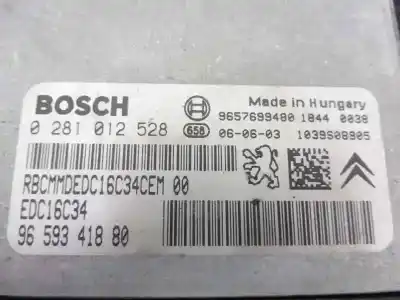 BOSCH
Made in Hungary
9657699480 1844 0038
0 281 012 528
658
06-06-03 1039S08905
RBCMMDEDC16C34CEM 00
EDC16C34
96 593 418 80